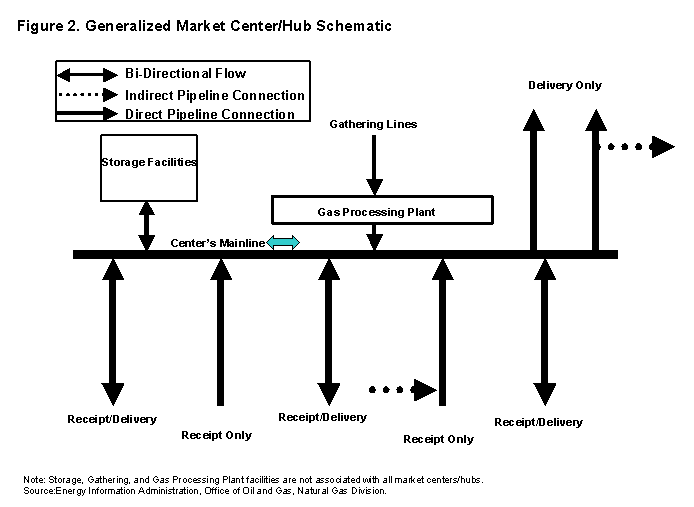 Figure 2. Generalized Market Center/Hub Schematic
Bi-Directional Flow
Indirect Pipeline Connection
Direct Pipeline Connection
Delivery Only
Gathering Lines
Storage Facilities
Gas Processing Plant
Center's Mainline
Receipt/Delivery
Receipt Only
Receipt/Delivery
Receipt Only
Receipt/Delivery
Note: Storage, Gathering, and Gas Processing Plant facilities are not associated with all market centers/hubs.
Source:Energy Information Administration, Office of Oil and Gas, Natural Gas Division.